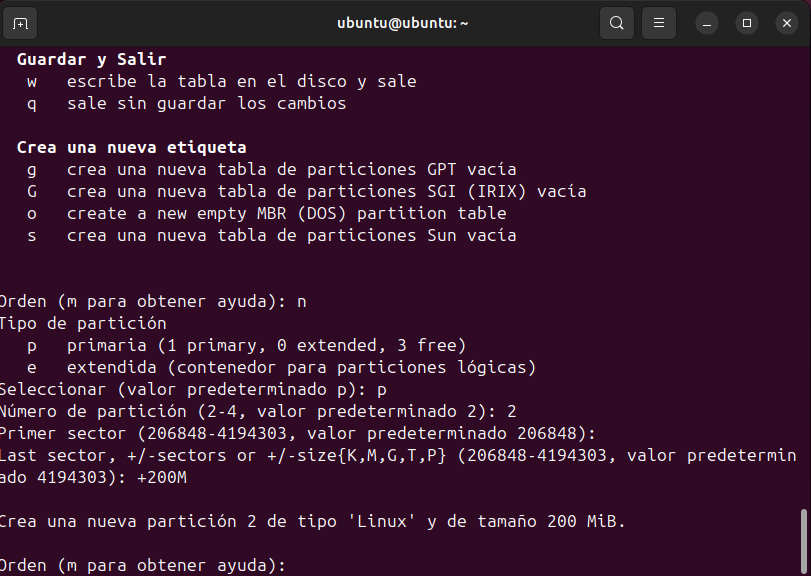 ubuntu@ubuntu: ~
Guardar y Salir
w   escribe la tabla en el disco y sale
q   sale sin guardar los cambios
Crea una nueva etiqueta
g   crea una nueva tabla de particiones GPT vacía
G   crea una nueva tabla de particiones SGI (IRIX) vacía
o   create a new empty MBR (DOS) partition table
s   crea una nueva tabla de particiones Sun vacía
Orden (m para obtener ayuda): n
Tipo de partición
p   primaria (1 primary, 0 extended, 3 free)
e   extendida (contenedor para particiones lógicas)
Seleccionar (valor predeterminado p): p
Número de partición (2-4, valor predeterminado 2): 2
Primer sector (206848-4194303, valor predeterminado 206848):
Last sector, +/-sectors or +/-size{K,M,G,T,P} (206848-4194303, valor predetermin
ado 4194303): +200M
Crea una nueva partición 2 de tipo 'Linux' y de tamaño 200 MiB.
Orden (m para obtener ayuda):